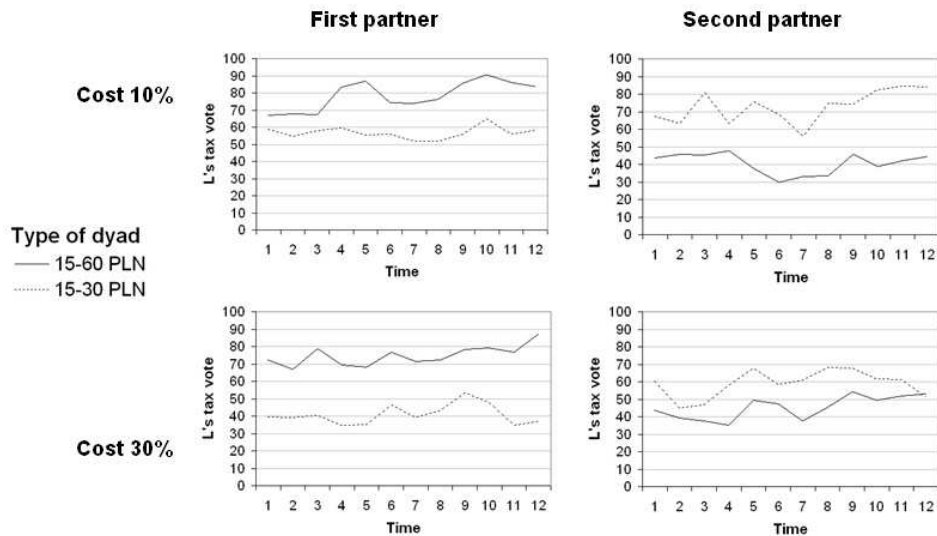 First partner
Second partner
Cost 10%
100
90
80
70
60
50
40
30
20
10
0
L's tax vote
1 2 3 4 5 6 7 8 9 10 11 12
Time
100
90
80
70
60
50
40
30
20
10
0
L's tax vote
1 2 3 4 5 6 7 8 9 10 11 12
Time
Type of dyad
15-60 PLN
15-30 PLN
Cost 30%
100
90
80
70
60
50
40
30
20
10
0
L's tax vote
1 2 3 4 5 6 7 8 9 10 11 12
Time
100
90
80
70
60
50
40
30
20
10
0
L's tax vote
1 2 3 4 5 6 7 8 9 10 11 12
Time